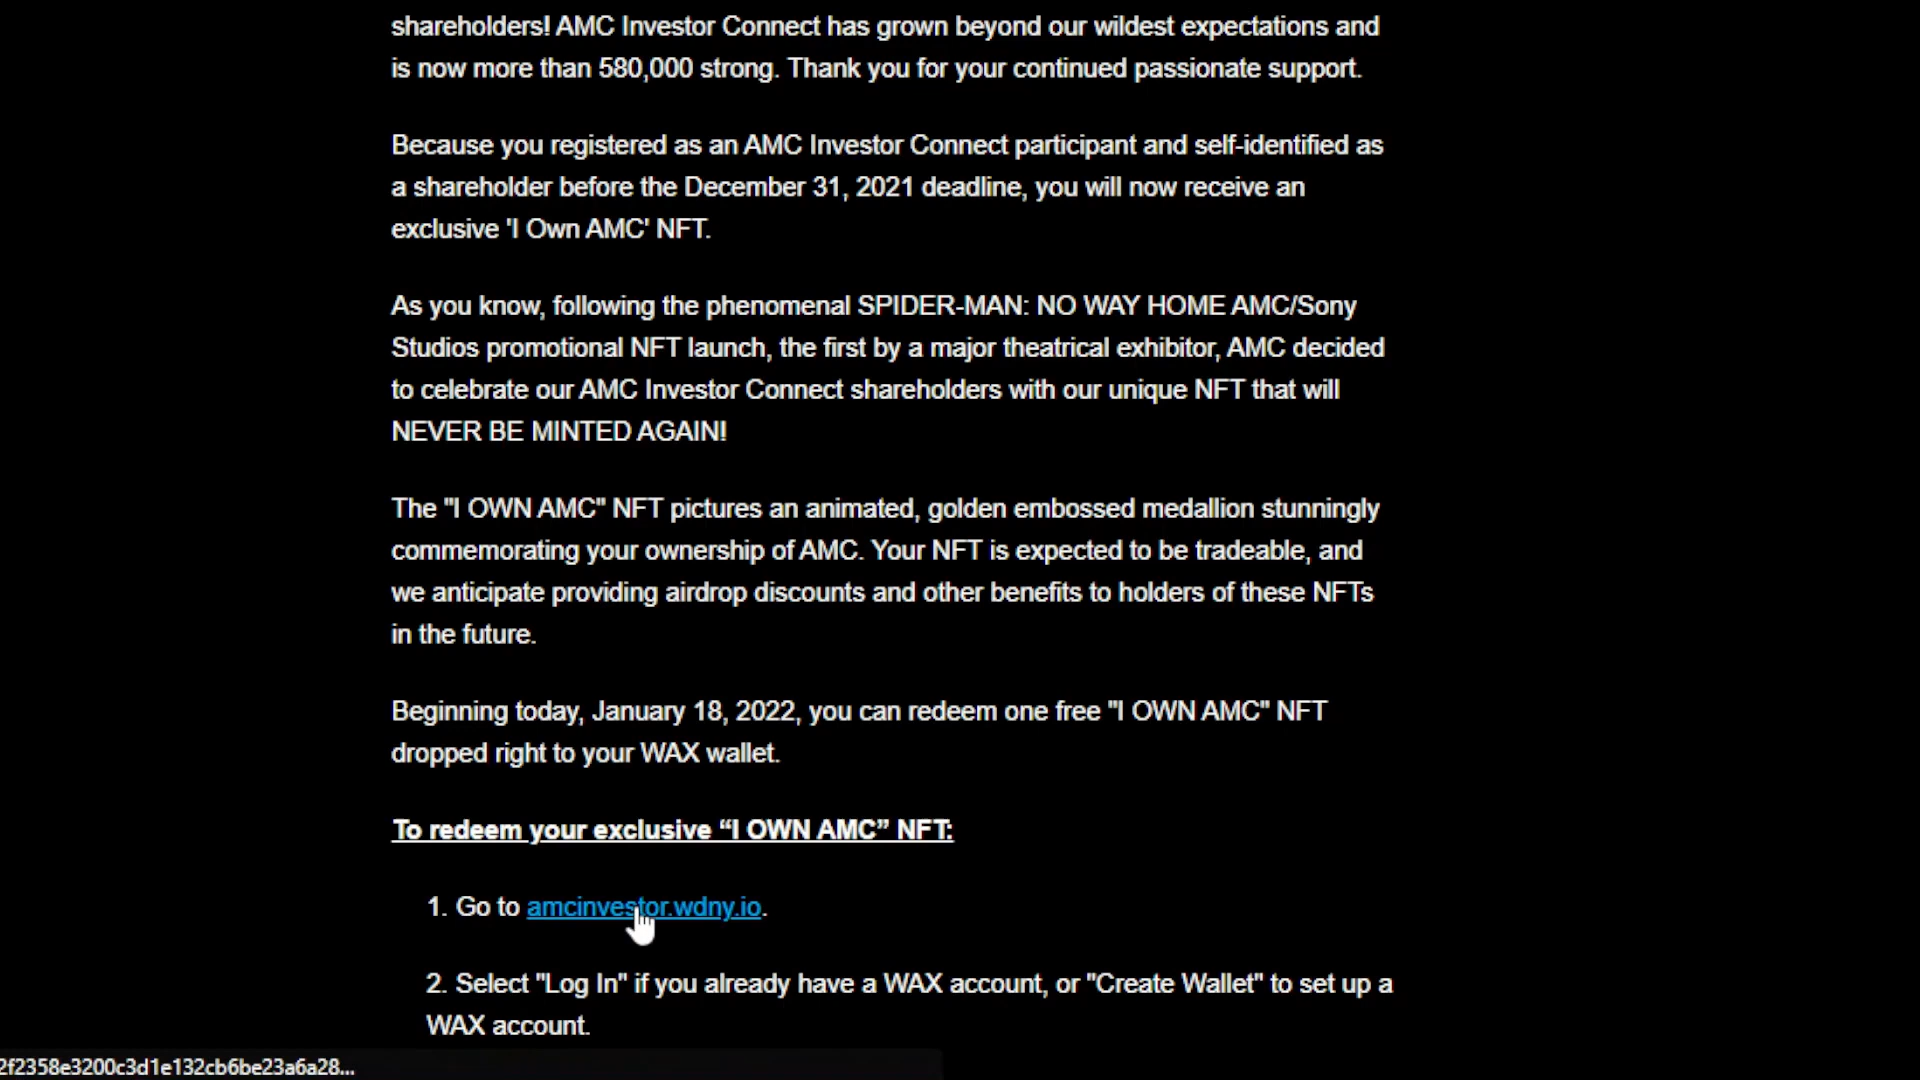 shareholders! AMC Investor Connect has grown beyond our wildest expectations and
is now more than 580,000 strong. Thank you for your continued passionate support.
Because you registered as an AMC Investor Connect participant and self-identified as
a shareholder before the December 31, 2021 deadline, you will now receive an
exclusive 'I Own AMC' NFT.
As you know, following the phenomenal SPIDER-MAN: NO WAY HOME AMC/Sony
Studios promotional NFT launch, the first by a major theatrical exhibitor, AMC decided
to celebrate our AMC Investor Connect shareholders with our unique NFT that will
NEVER BE MINTED AGAIN!
The "I OWN AMC" NFT pictures an animated, golden embossed medallion stunningly
commemorating your ownership of AMC. Your NFT is expected to be tradeable, and
we anticipate providing airdrop discounts and other benefits to holders of these NFTs
in the future.
Beginning today, January 18, 2022, you can redeem one free "I OWN AMC" NFT
dropped right to your WAX wallet.
To redeem your exclusive “I OWN AMC” NFT:
1. Go to amcinvestor.wdny.io.
2. Select "Log In" if you already have a WAX account, or "Create Wallet" to set up a
WAX account.
2f2358e3200c3d1e132cb6be23a6a28...